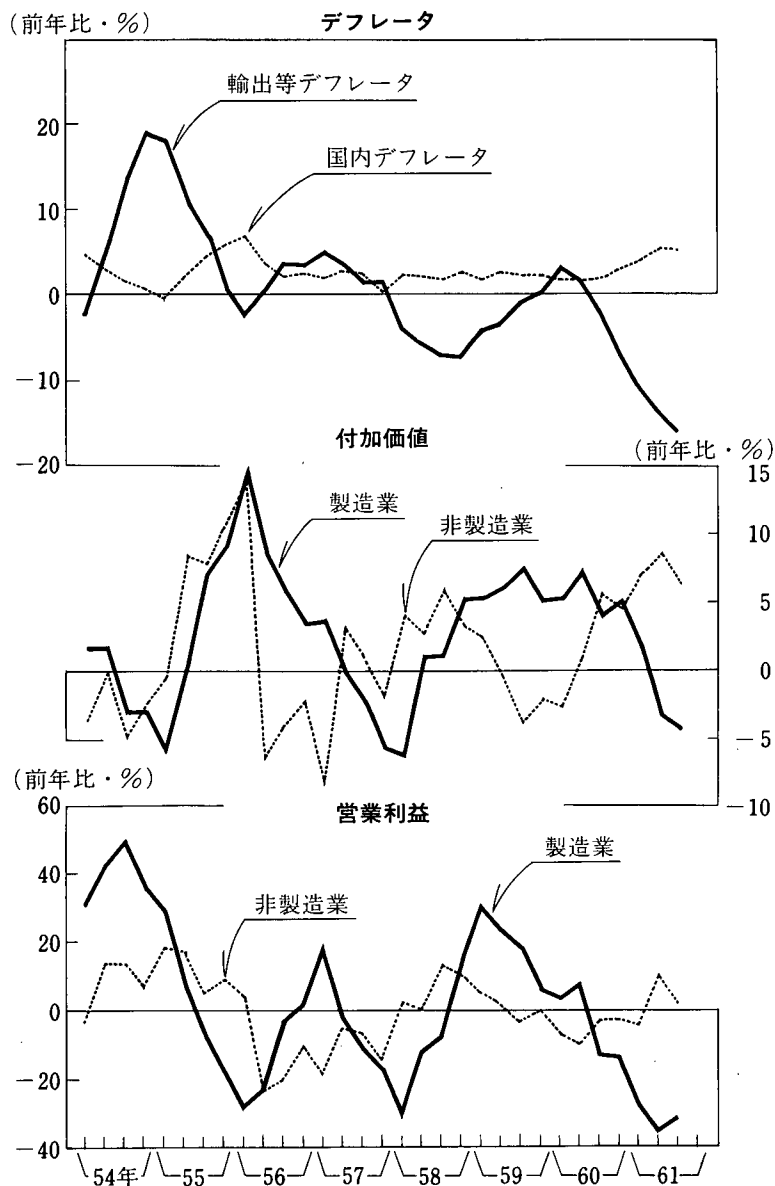 (前年比・%)
デフレータ
輸出等デフレータ
国内デフレータ
20
10
0
−10
−20
付加価値
(前年比・%)
製造業
非製造業
15
10
5
0
−5
−10
(前年比・%)
営業利益
製造業
非製造業
60
40
20
0
−20
−40
54年 55 56 57 58 59 60 61